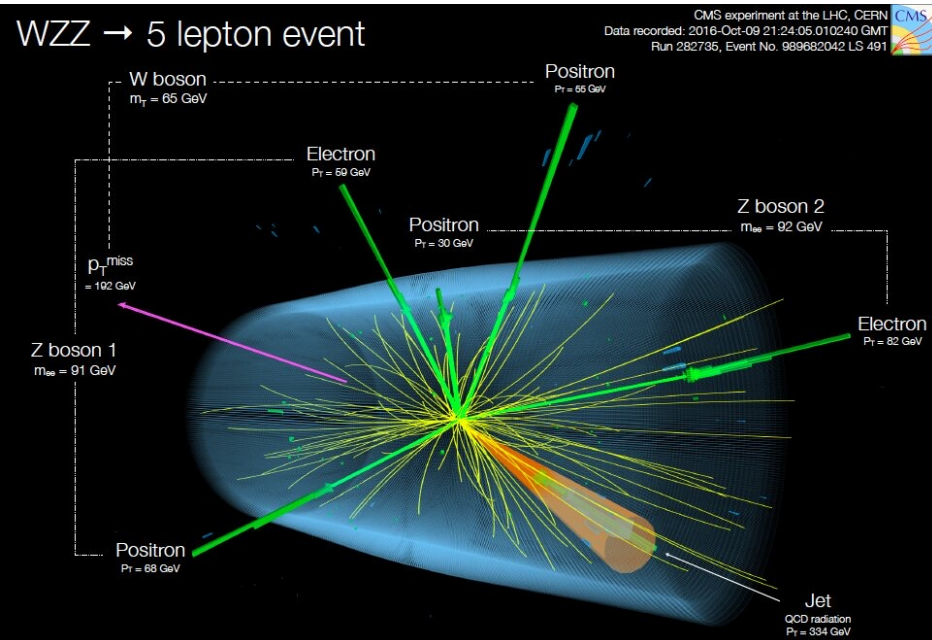 WZZ → 5 lepton event
CMS experiment at the LHC, CERN
Data recorded: 2016-Oct-09 21:24:05.010240 GMT
Run 282735, Event No. 989682042 LS 491
CMS
W boson
mT = 65 GeV
Positron
PT = 55 GeV
Electron
PT = 59 GeV
Positron
PT = 30 GeV
Z boson 2
mee = 92 GeV
pTmiss
= 192 GeV
Electron
PT = 82 GeV
Z boson 1
mee = 91 GeV
Positron
PT = 68 GeV
Jet
QCD radiation
PT = 334 GeV